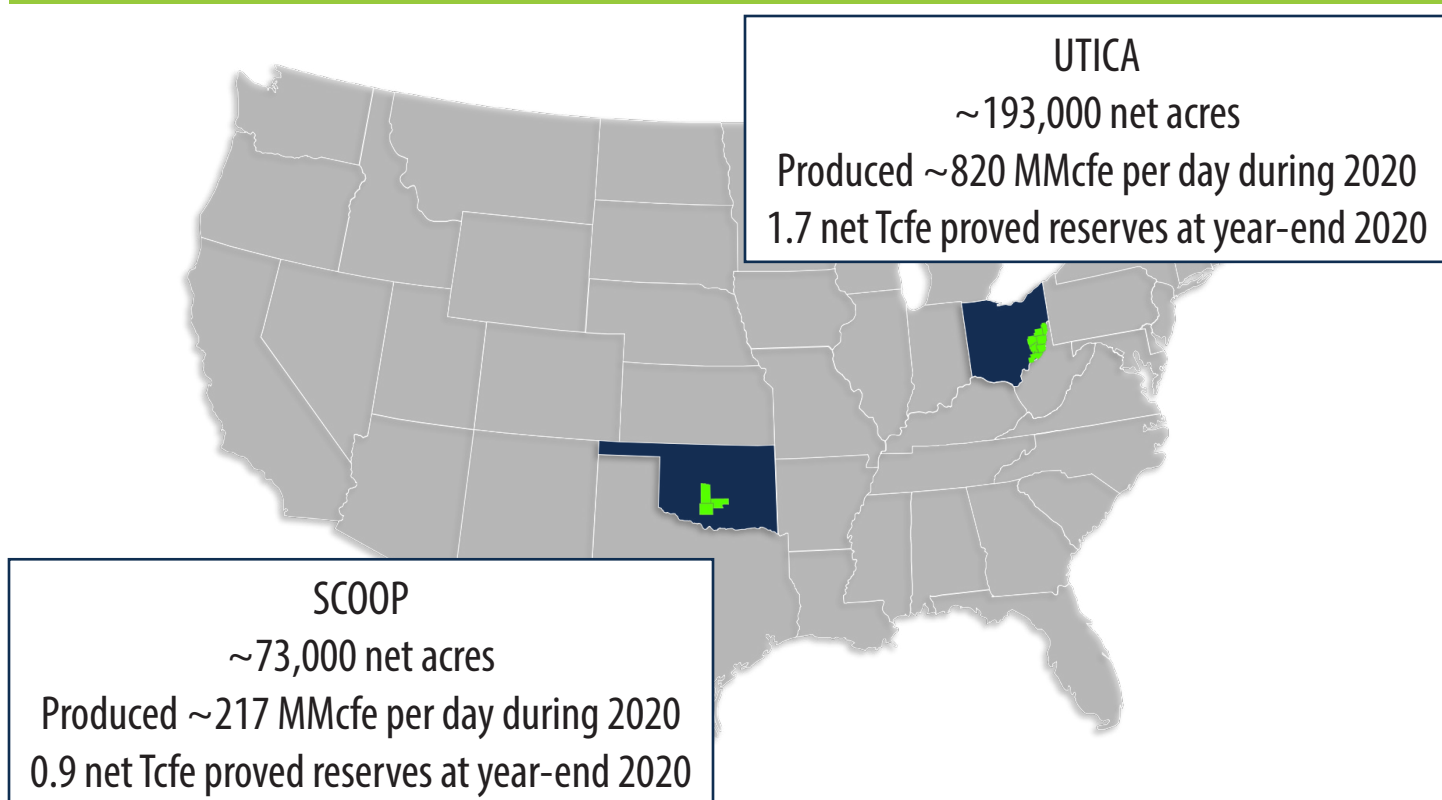 UTICA
~193,000 net acres
Produced ~820 MMcfe per day during 2020
1.7 net Tcfe proved reserves at year-end 2020
SCOOP
~73,000 net acres
Produced ~217 MMcfe per day during 2020
0.9 net Tcfe proved reserves at year-end 2020